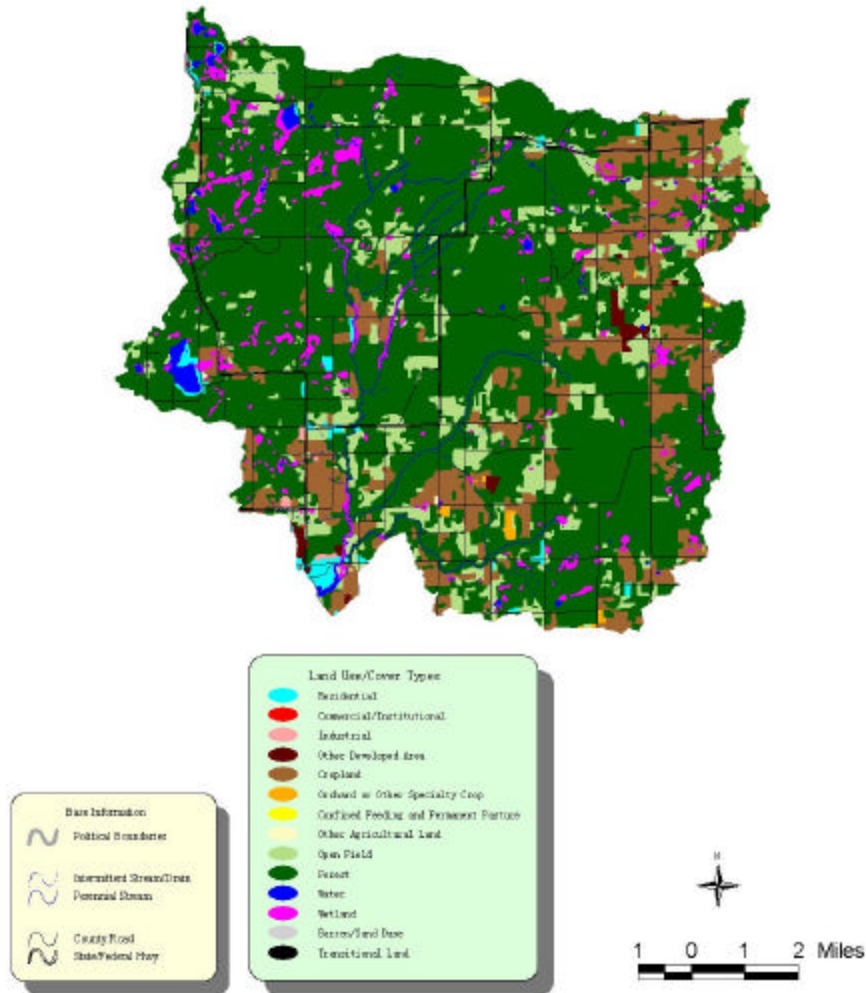 Land Use/Cover Types
Residential
Commercial/Institutional
Industrial
Other Developed Area
Cropland
Orchard or Other Specialty Crop
Confined Feeding and Permanent Pasture
Other Agricultural Land
Open Field
Forest
Water
Wetland
Barren/Sand Dune
Transitional Land
Base Information
Political Boundaries
Intermittent Stream/Drain
Perennial Stream
County Road
State/Federal Hwy
N
1 0 1 2 Miles